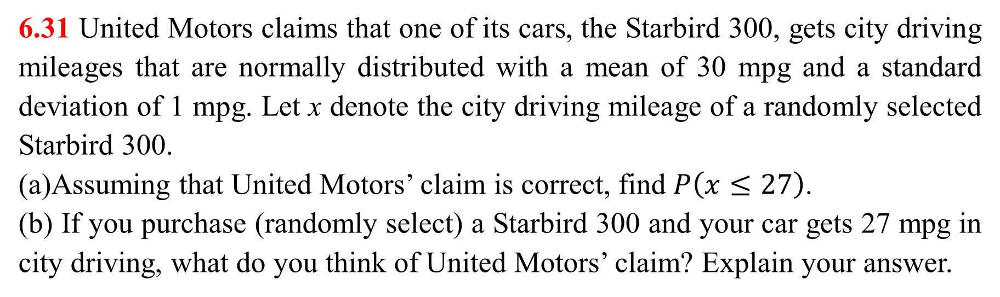 6.31 United Motors claims that one of its cars, the Starbird 300, gets city driving
mileages that are normally distributed with a mean of 30 mpg and a standard
deviation of 1 mpg. Let x denote the city driving mileage of a randomly selected
Starbird 300.
(a)Assuming that United Motors’ claim is correct, find P(x ≤ 27).
(b) If you purchase (randomly select) a Starbird 300 and your car gets 27 mpg in
city driving, what do you think of United Motors’ claim? Explain your answer.